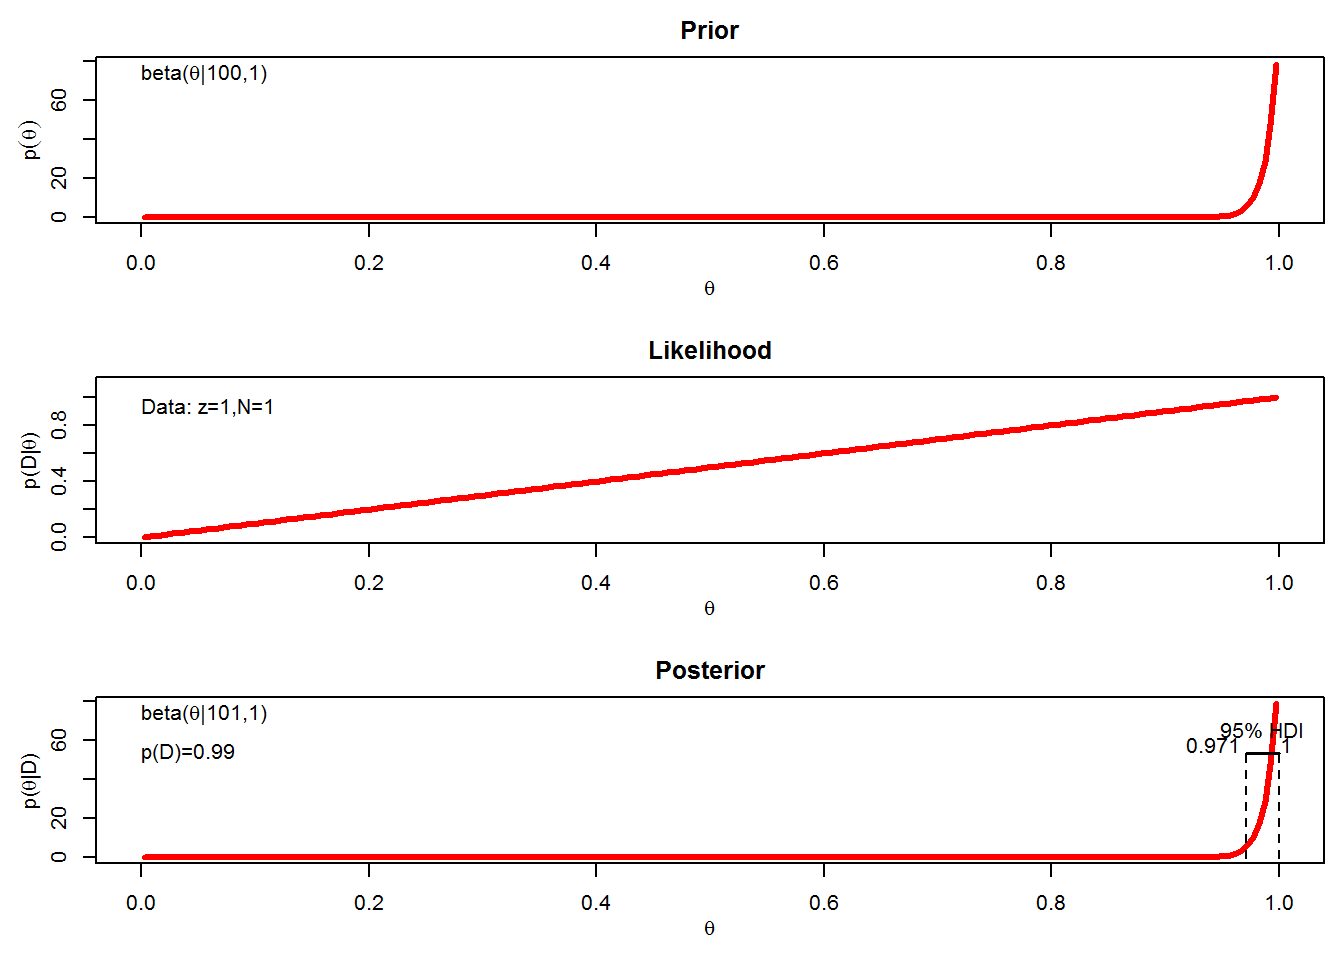 Prior
beta(θ|100,1)
p(θ)
60
20
0
0.0 0.2 0.4 0.6 0.8 1.0
θ
Likelihood
Data: z=1,N=1
p(D|θ)
0.8
0.4
0.0
0.0 0.2 0.4 0.6 0.8 1.0
θ
Posterior
beta(θ|101,1)
p(D)=0.99
95% HDI
0.971 1
p(θ|D)
60
20
0
0.0 0.2 0.4 0.6 0.8 1.0
θ